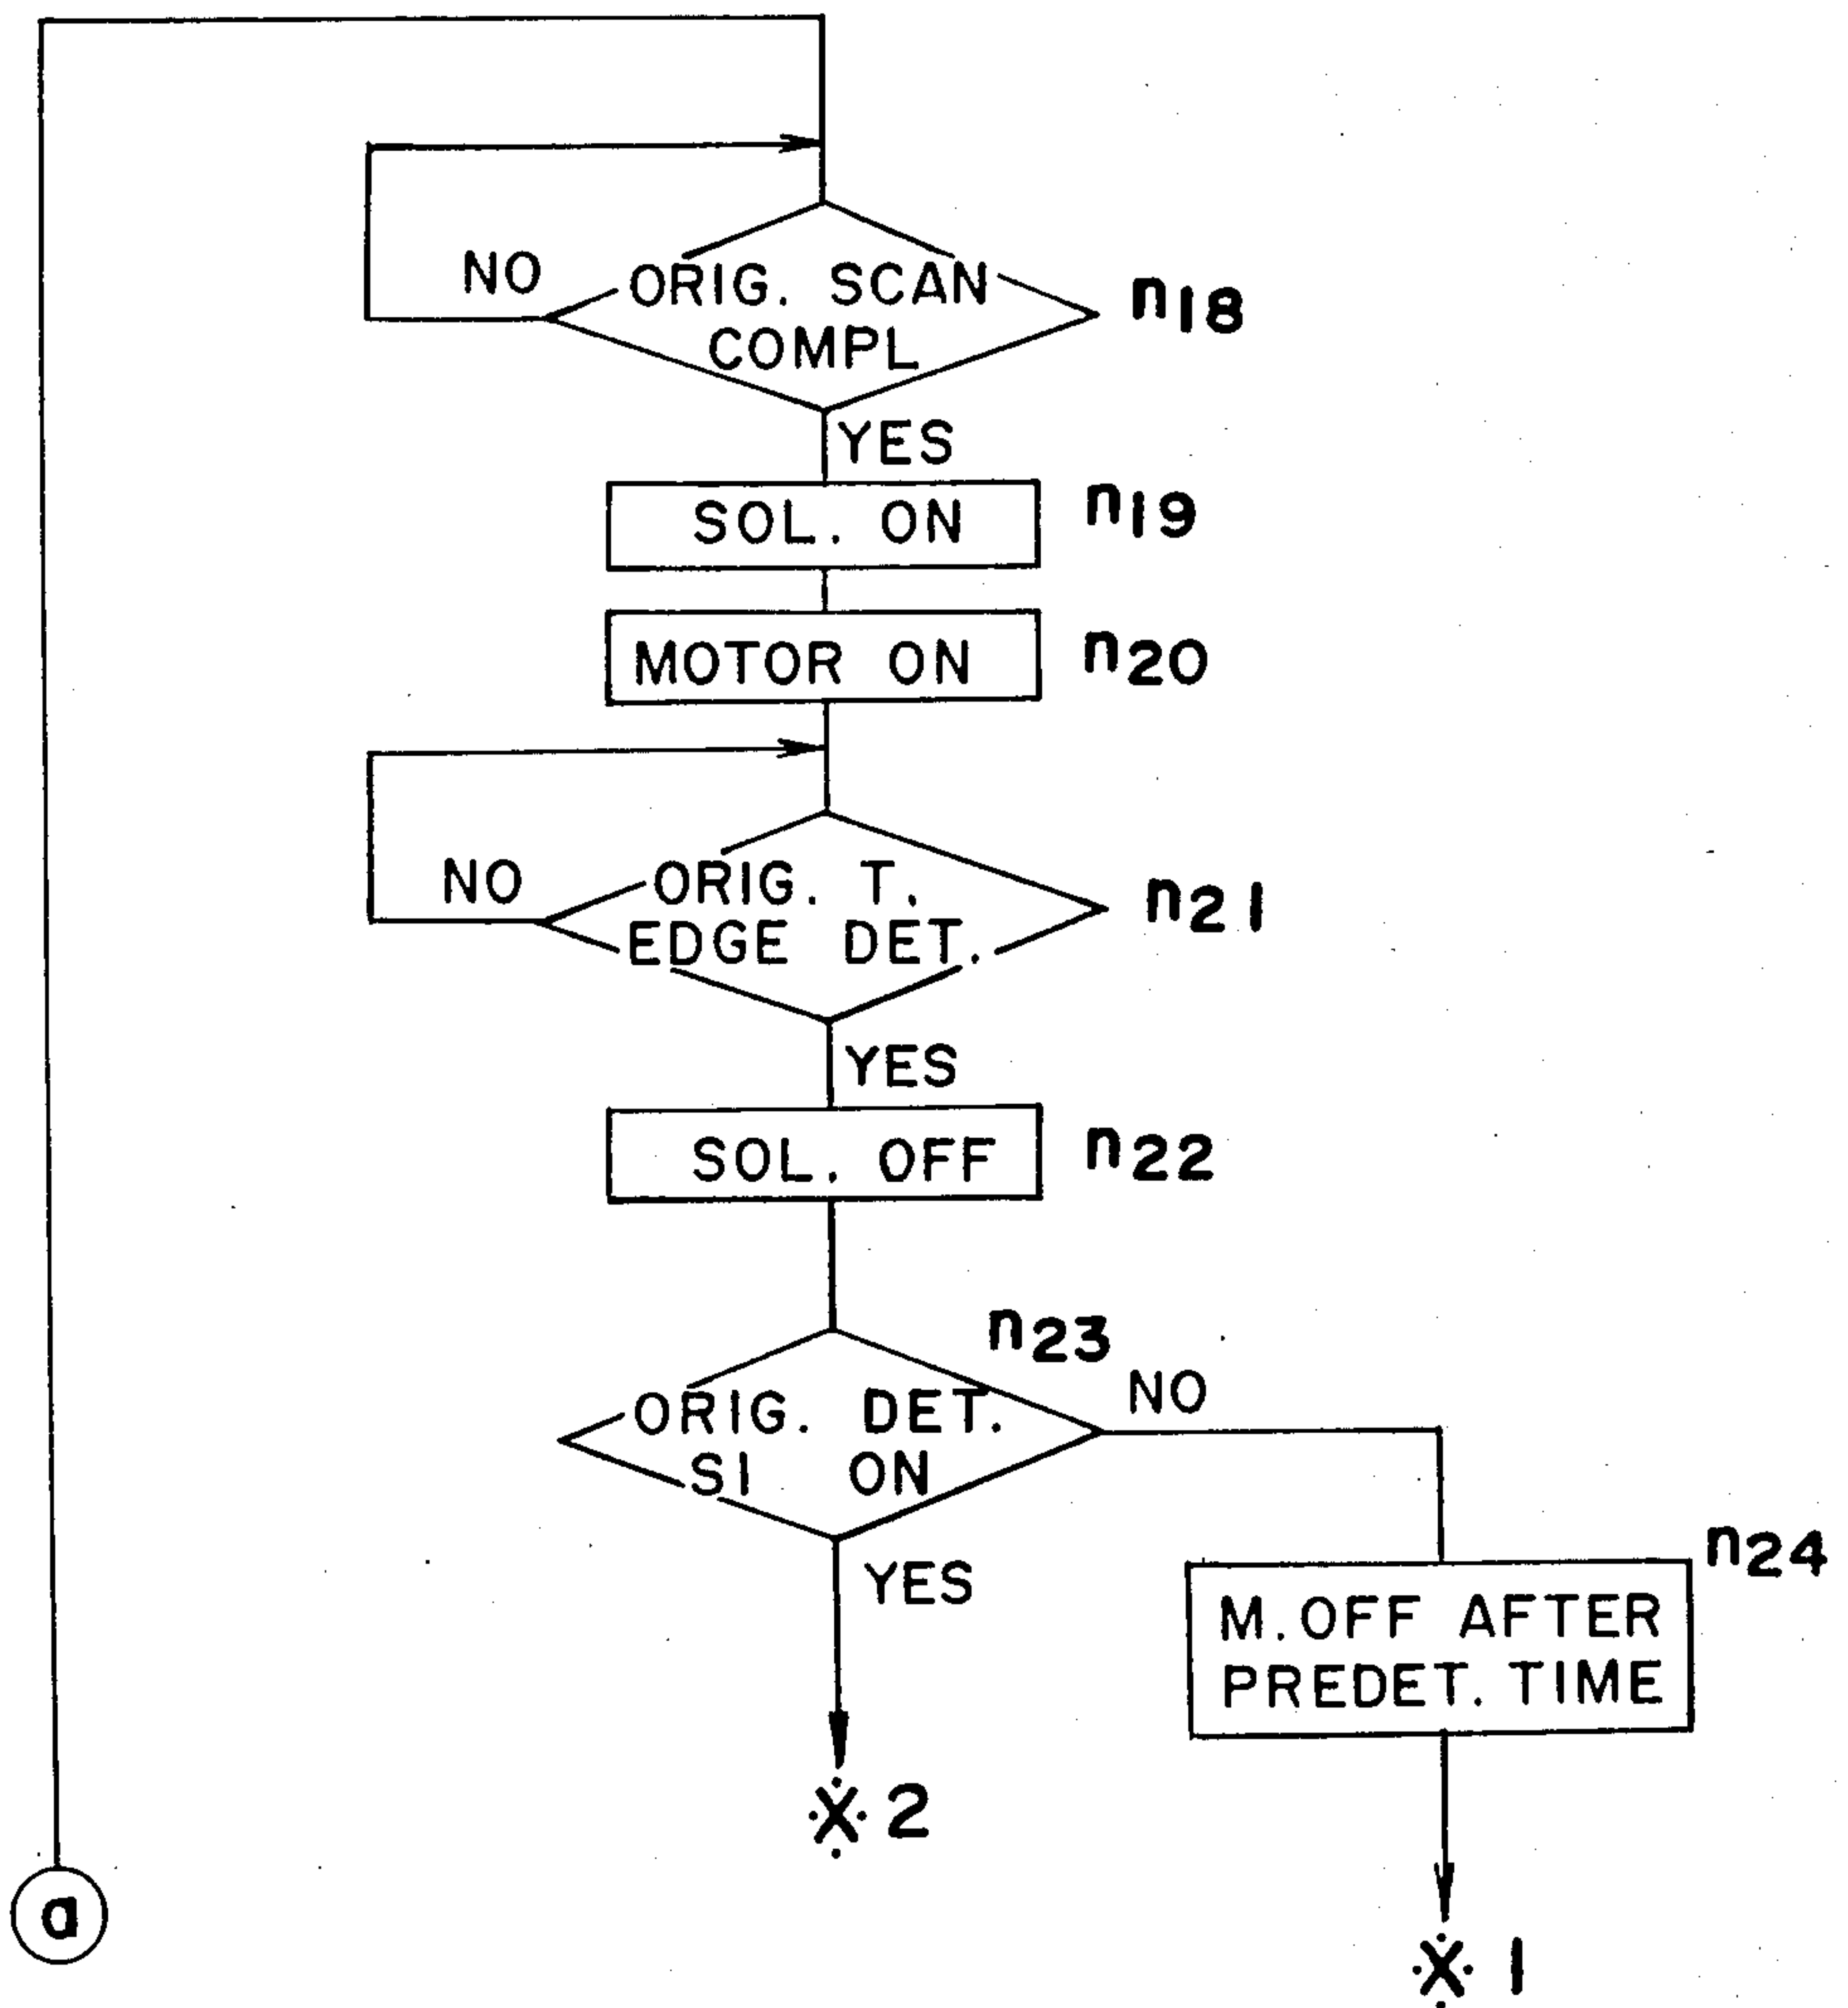 NO
ORIG. SCAN
COMPL
n18
YES
SOL. ON
n19
MOTOR ON
n20
NO
ORIG. T.
EDGE DET.
n21
YES
SOL. OFF
n22
n23
ORIG. DET.
S1 ON
NO
YES
n24
M. OFF AFTER
PREDET. TIME
※2
a
※1